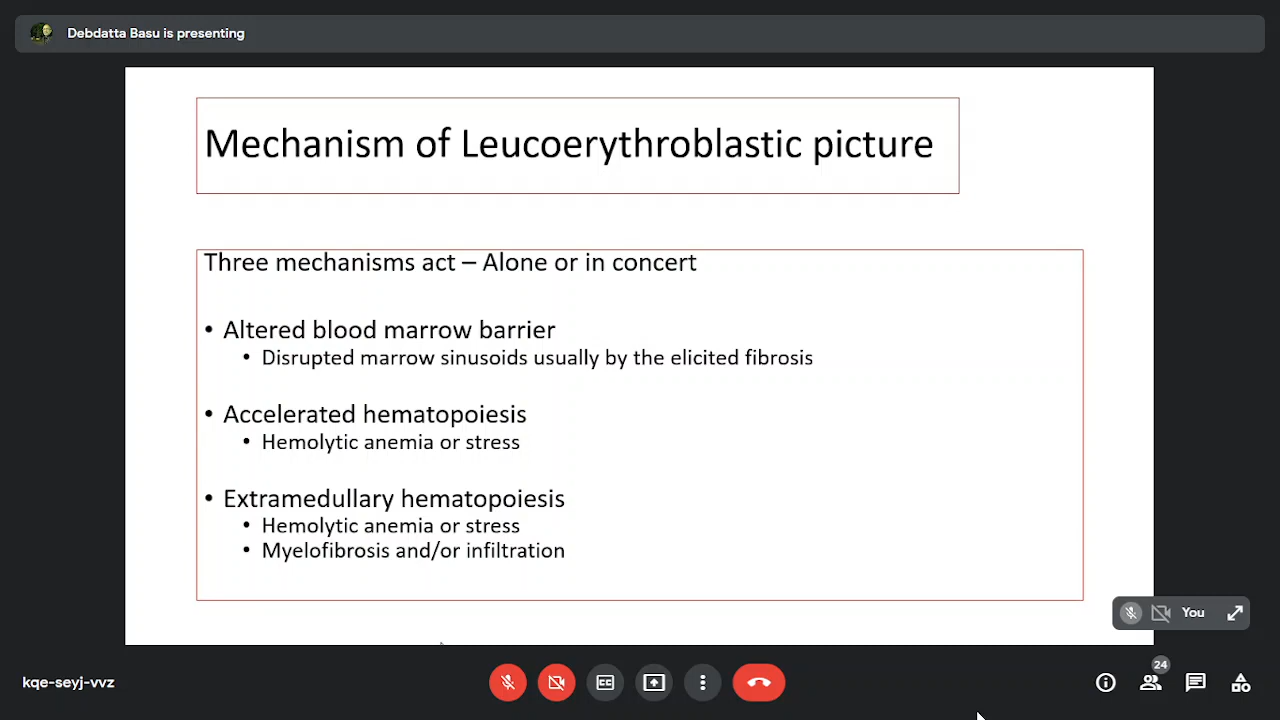 Debdatta Basu is presenting
Mechanism of Leucoerythroblastic picture
Three mechanisms act – Alone or in concert
• Altered blood marrow barrier
• Disrupted marrow sinusoids usually by the elicited fibrosis
• Accelerated hematopoiesis
• Hemolytic anemia or stress
• Extramedullary hematopoiesis
• Hemolytic anemia or stress
• Myelofibrosis and/or infiltration
You
24
kqe-seyj-vvz
CC